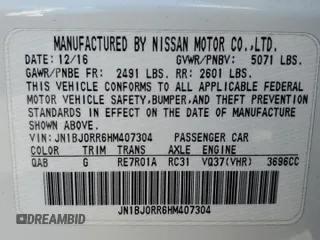 MANUFACTURED BY NISSAN MOTOR CO.,LTD.
DATE: 12/16 GVWR/PNBV: 5071 LBS.
GAWR/PNBE FR: 2491 LBS. RR: 2601 LBS.
THIS VEHICLE CONFORMS TO ALL APPLICABLE FEDERAL
MOTOR VEHICLE SAFETY,BUMPER,AND THEFT PREVENTION
STANDARDS IN EFFECT ON THE DATE OF MANUFACTURE
SHOWN ABOVE.
VIN: JN1BJ0RR6HM407304 PASSENGER CAR
COLOR TRIM TRANS AXLE ENGINE
QAB G RE7R01A RC31 VQ37(VHR) 3696CC
JN1BJ0RR6HM407304
DREAMBID